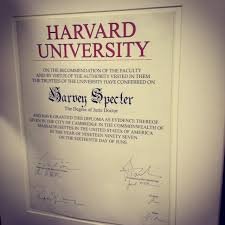 HARVARD
UNIVERSITY
ON THE RECOMMENDATION OF THE FACULTY
AND BY VIRTUE OF THE AUTHORITY VESTED IN THEM
THE TRUSTEES OF THE UNIVERSITY HAVE CONFERRED ON
Harvey Specter
The Degree of Juris Doctor
AND HAVE GRANTED THIS DIPLOMA AS EVIDENCE THEREOF
GIVEN IN THE CITY OF CAMBRIDGE IN THE COMMONWEALTH OF
MASSACHUSETTS IN THE UNITED STATES OF AMERICA
IN THE YEAR OF NINETEEN NINETY SEVEN
ON THE SIXTEENTH DAY OF JUNE.